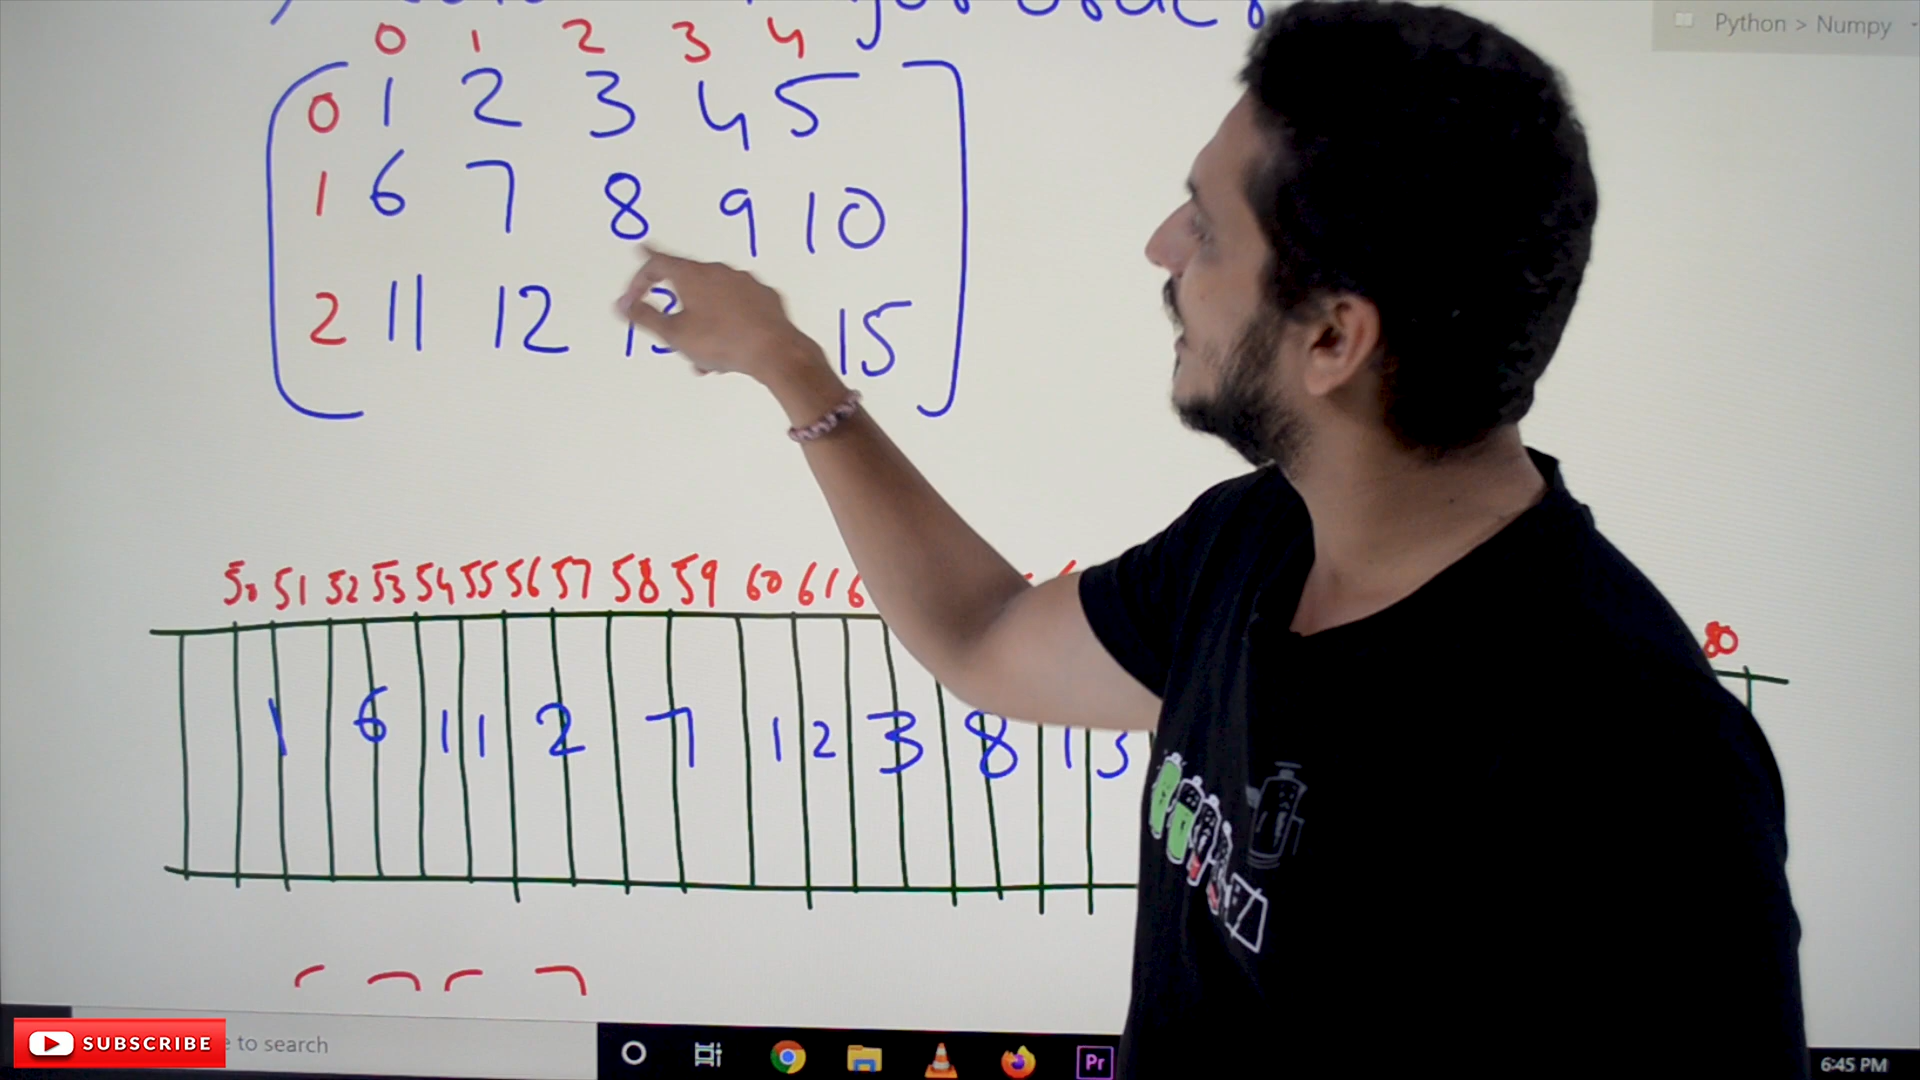 Python > Numpy
0 1 2 3 4
0 1 2 3 4 5
1 6 7 8 9 10
2 11 12 13 15
50 51 52 53 54 55 56 57 58 59 60 61 80
1 6 11 2 7 12 3 8 13
SUBSCRIBE
e to search
Pr
6:45 PM